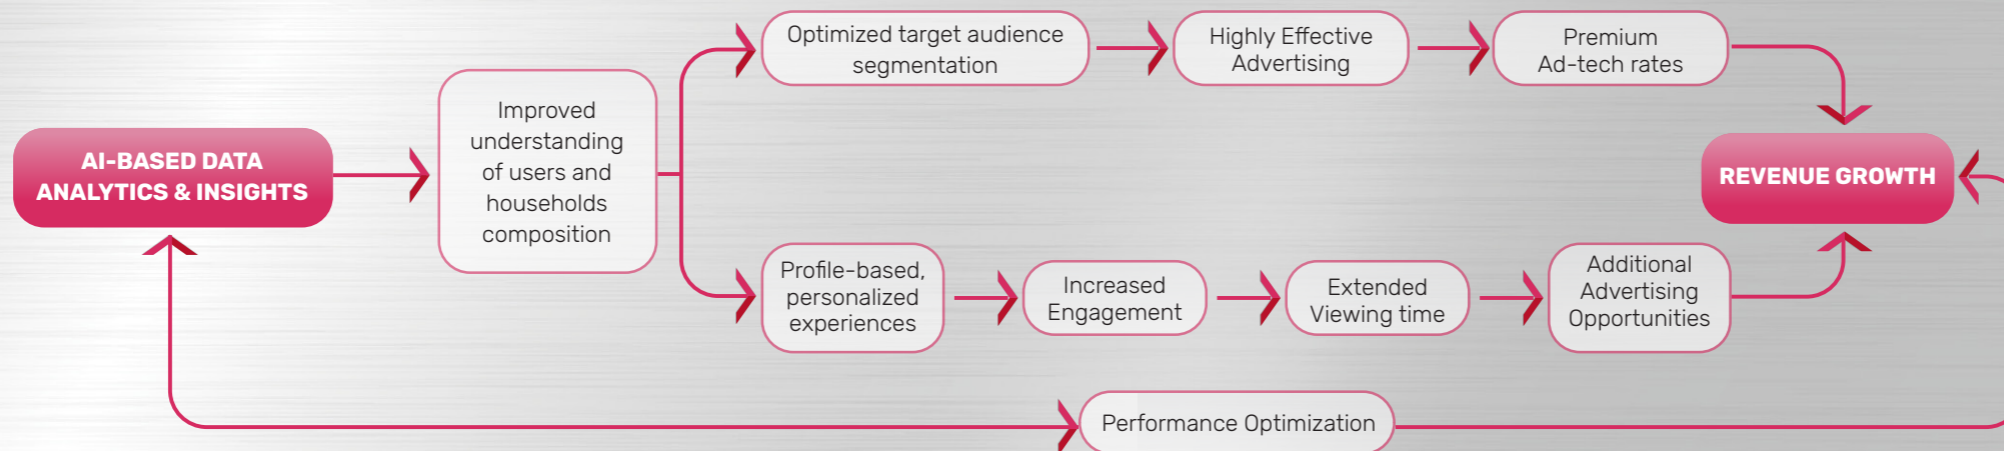 AI-BASED DATA
ANALYTICS & INSIGHTS
Improved
understanding
of users and
households
composition
Optimized target audience
segmentation
Highly Effective
Advertising
Premium
Ad-tech rates
REVENUE GROWTH
Profile-based,
personalized
experiences
Increased
Engagement
Extended
Viewing time
Additional
Advertising
Opportunities
Performance Optimization